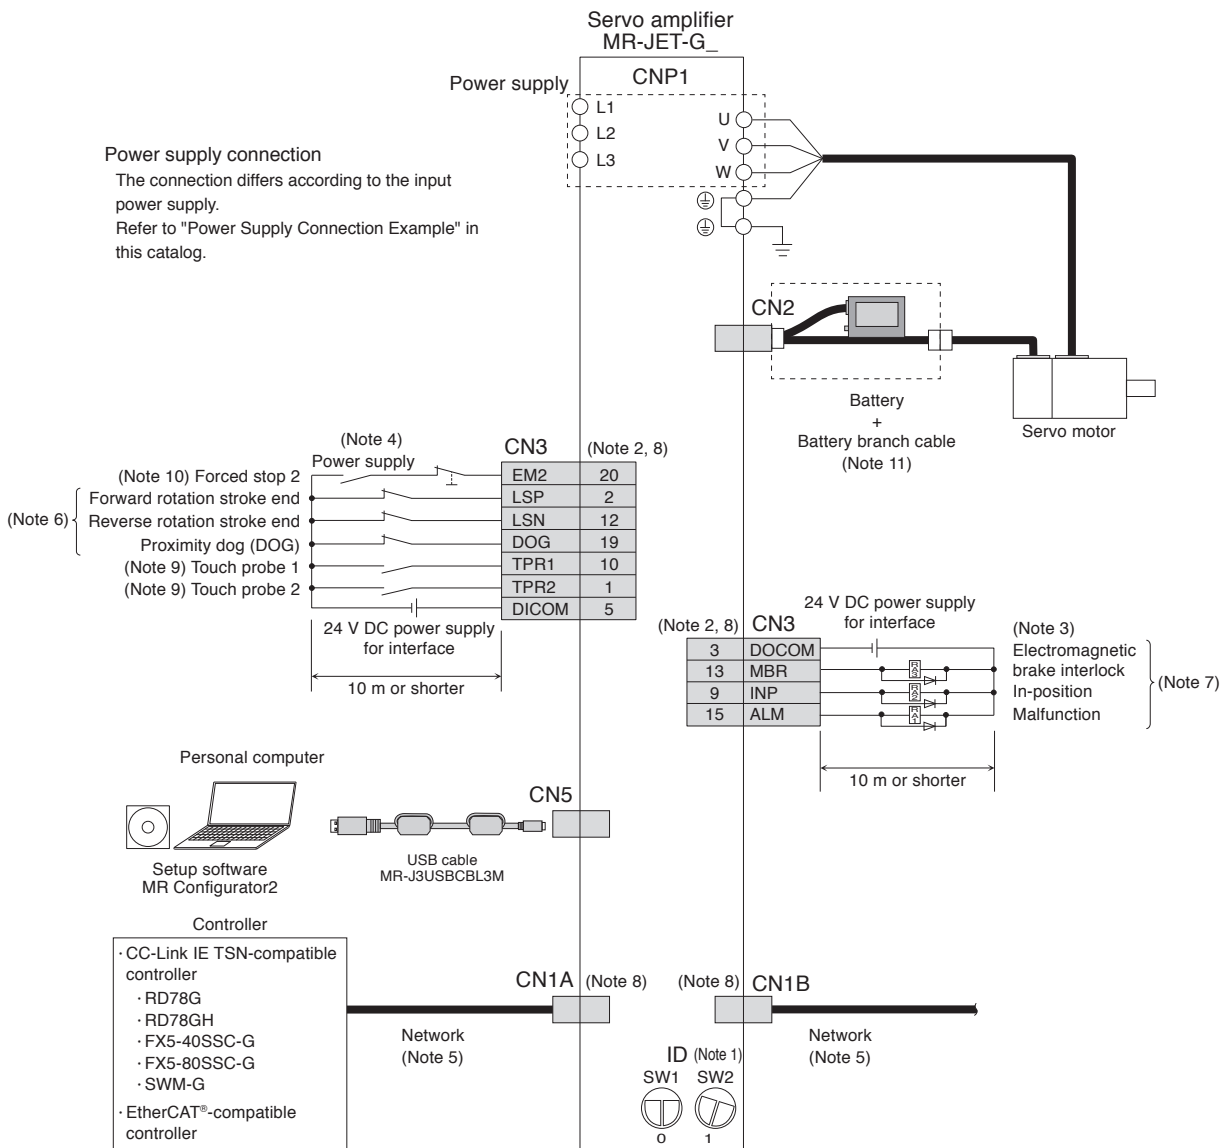 Servo amplifier
MR-JET-G_
Power supply
CNP1
L1
L2
L3
U
V
W
Power supply connection
The connection differs according to the input
power supply.
Refer to "Power Supply Connection Example" in
this catalog.
CN2
Battery
+
Battery branch cable
(Note 11)
Servo motor
(Note 4)
Power supply
CN3
(Note 2, 8)
(Note 10) Forced stop 2
EM2 20
Forward rotation stroke end
LSP 2
(Note 6)
Reverse rotation stroke end
LSN 12
Proximity dog (DOG)
DOG 19
(Note 9) Touch probe 1
TPR1 10
(Note 9) Touch probe 2
TPR2 1
DICOM 5
24 V DC power supply
for interface
10 m or shorter
24 V DC power supply
for interface
(Note 2, 8)
CN3
(Note 3)
3 DOCOM
Electromagnetic
13 MBR
RA3
brake interlock
9 INP
RA2
In-position
15 ALM
RA1
Malfunction
(Note 7)
10 m or shorter
Personal computer
Setup software
MR Configurator2
CN5
USB cable
MR-J3USBCBL3M
Controller
·CC-Link IE TSN-compatible
controller
·RD78G
·RD78GH
·FX5-40SSC-G
·FX5-80SSC-G
·SWM-G
·EtherCAT®-compatible
controller
CN1A (Note 8)
Network
(Note 5)
(Note 8) CN1B
Network
(Note 5)
ID (Note 1)
SW1 SW2
0 1